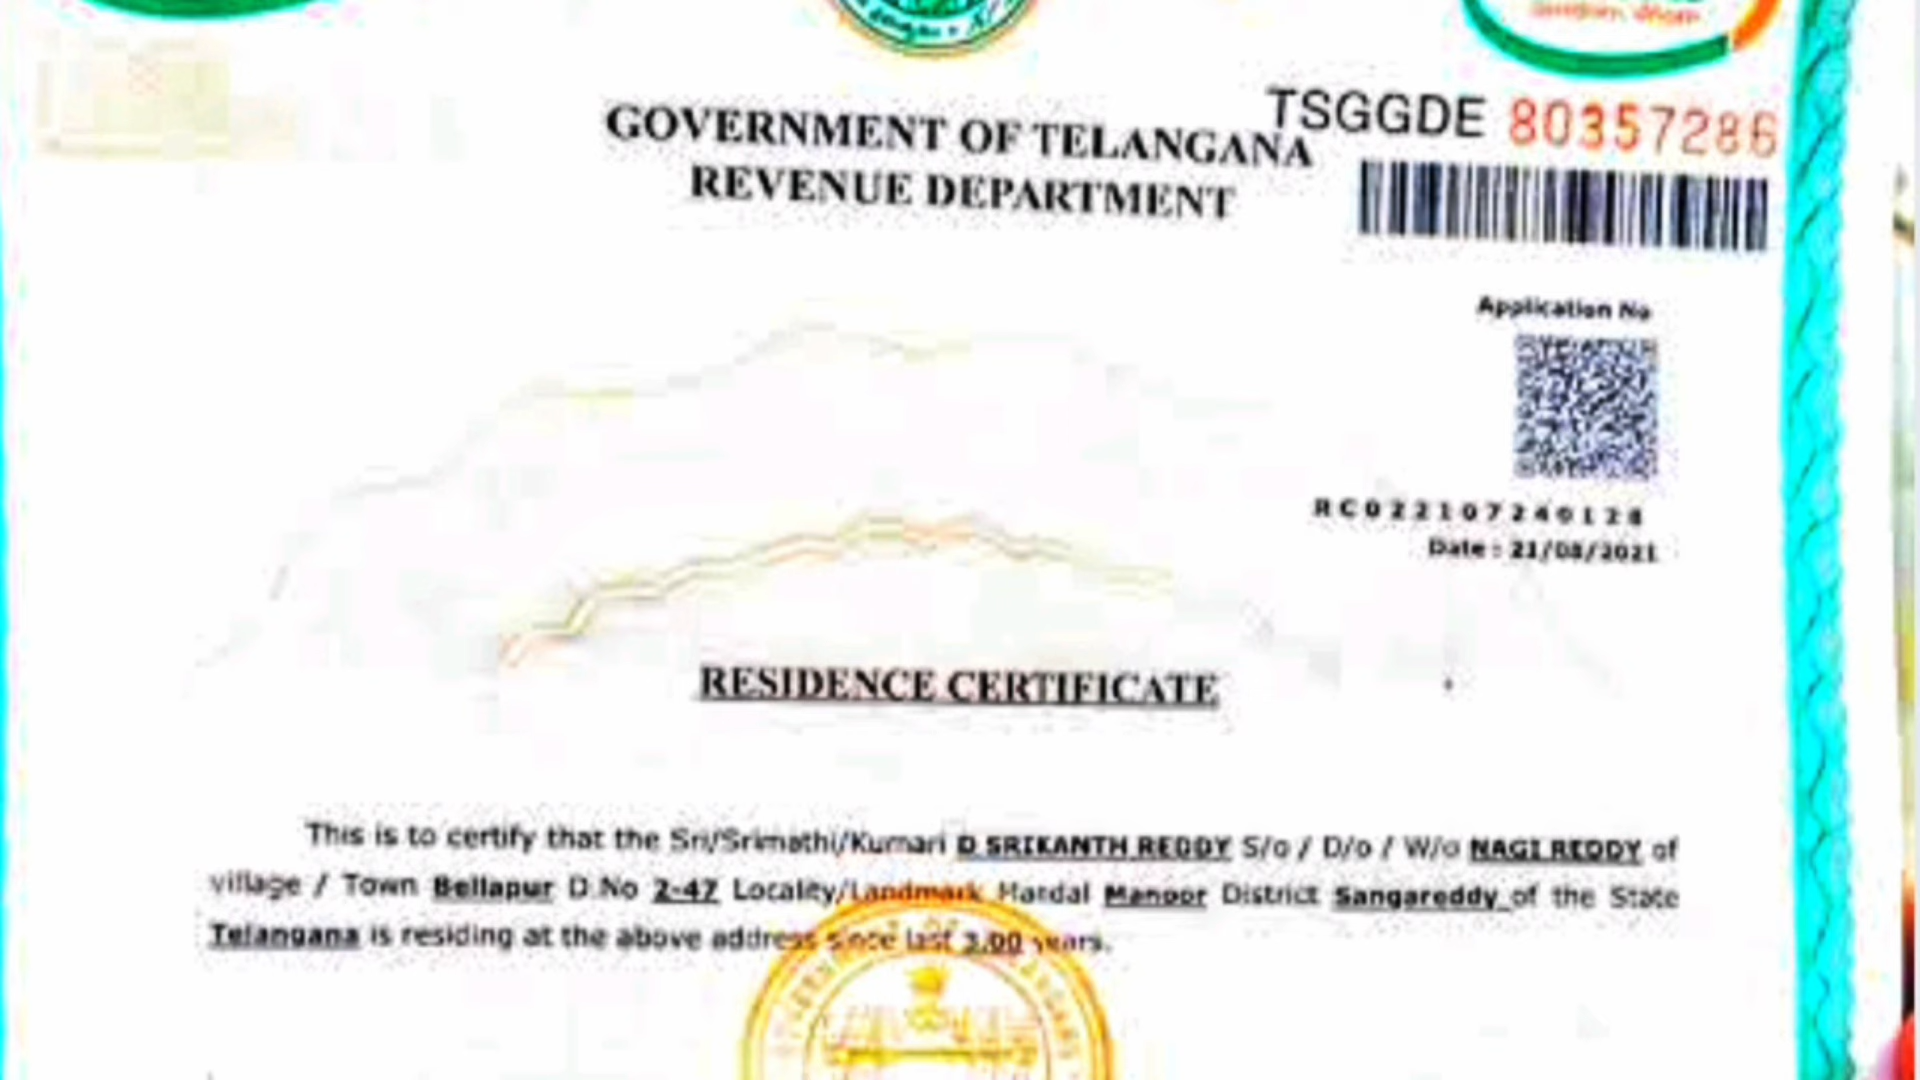 TSGGDE 80357286
GOVERNMENT OF TELANGANA
REVENUE DEPARTMENT
Application No
RC022107240128
Date : 21/08/2021
RESIDENCE CERTIFICATE
This is to certify that the Sri/Srimathi/Kumari D SRIKANTH REDDY S/o / D/o / W/o NAGI REDDY of
village / Town Bellapur D.No 2-47 Locality/Landmark Mandal Manoor District Sangareddy of the State
Telangana is residing at the above address since last 3.00 years.